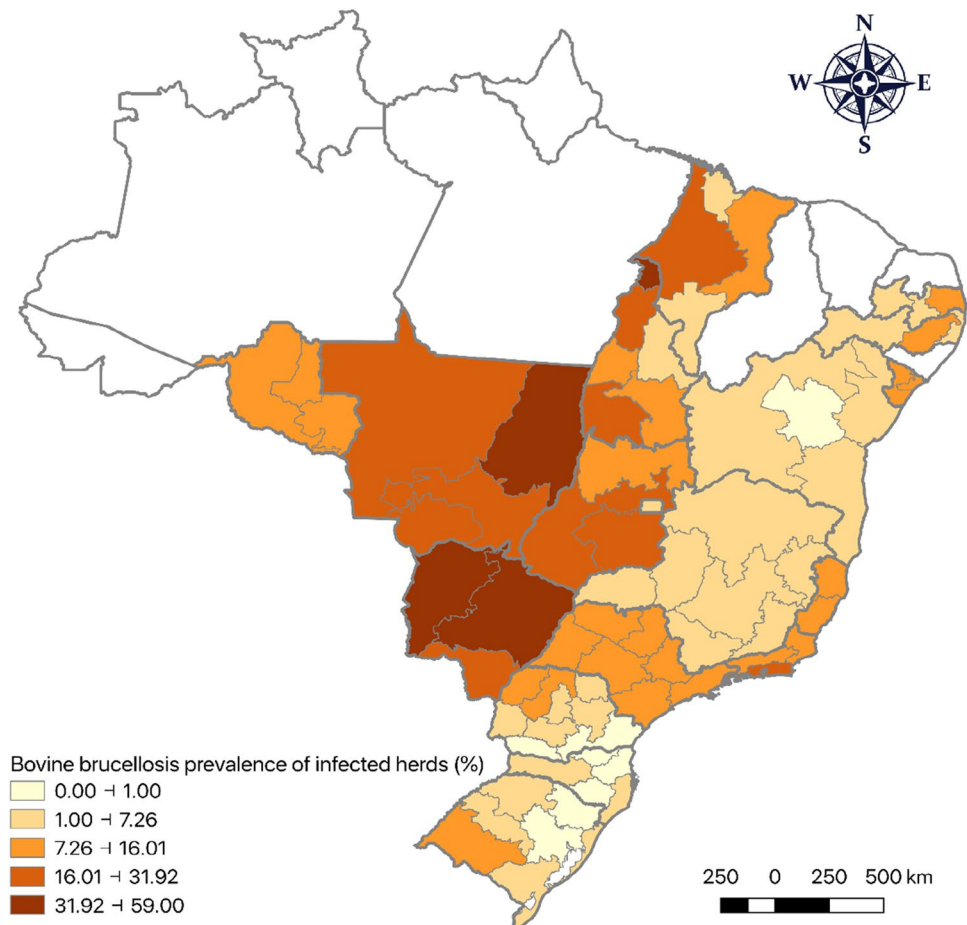 N
W E
S
Bovine brucellosis prevalence of infected herds (%)
0.00 ⊣ 1.00
1.00 ⊣ 7.26
7.26 ⊣ 16.01
16.01 ⊣ 31.92
31.92 ⊣ 59.00
250 0 250 500 km